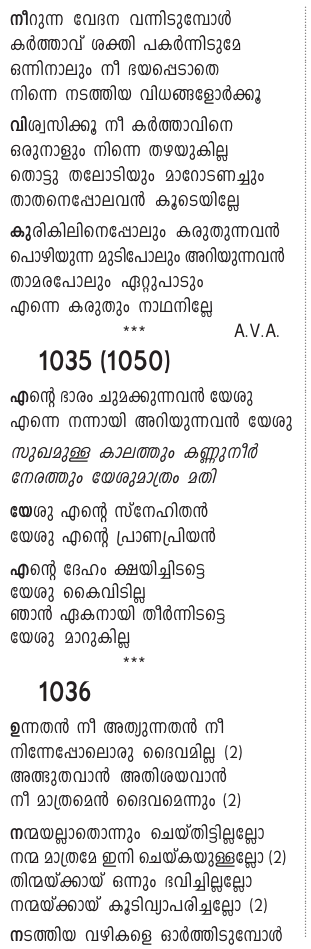 നീറുന്ന വേദന വന്നിടുമ്പോൾ
കർത്താവ് ശക്തി പകർന്നിടുമേ
ഒന്നിനാലും നീ ഭയപ്പെടാതെ
നിന്നെ നടത്തിയ വിധങ്ങളോർക്കൂ
വിശ്വസിക്കൂ നീ കർത്താവിനെ
ഒരുനാളും നിന്നെ തഴയുകില്ല
തൊട്ടു തലോടിയും മാറോടണച്ചും
താതനെപ്പോലവൻ കൂടെയില്ലേ
കുരികിലിനെപ്പോലും കരുതുന്നവൻ
പൊഴിയുന്ന മുടിപോലും അറിയുന്നവൻ
താമരപോലും ഏറ്റുപാടും
എന്നെ കരുതും നാഥനില്ലേ
*** A.V.A.
1035 (1050)
എന്റെ ഭാരം ചുമക്കുന്നവൻ യേശു
എന്നെ നന്നായി അറിയുന്നവൻ യേശു
സുഖമുള്ള കാലത്തും കണ്ണുനീർ
നേരത്തും യേശുമാത്രം മതി
യേശു എന്റെ സ്നേഹിതൻ
യേശു എന്റെ പ്രാണപ്രിയൻ
എന്റെ ദേഹം ക്ഷയിച്ചിടട്ടെ
യേശു കൈവിടില്ല
ഞാൻ ഏകനായി തീർന്നിടട്ടെ
യേശു മാറുകില്ല
***
1036
ഉന്നതൻ നീ അത്യുന്നതൻ നീ
നിന്നേപ്പോലൊരു ദൈവമില്ല (2)
അത്ഭുതവാൻ അതിശയവാൻ
നീ മാത്രമെൻ ദൈവമെന്നും (2)
നന്മയല്ലാതൊന്നും ചെയ്തിട്ടില്ലല്ലോ
നന്മ മാത്രമേ ഇനി ചെയ്കയുള്ളല്ലോ (2)
തിന്മയ്ക്കായ് ഒന്നും ഭവിച്ചില്ലല്ലോ
നന്മയ്ക്കായ് കൂടിവ്യാപരിച്ചല്ലോ (2)
നടത്തിയ വഴികളെ ഓർത്തിടുമ്പോൾ